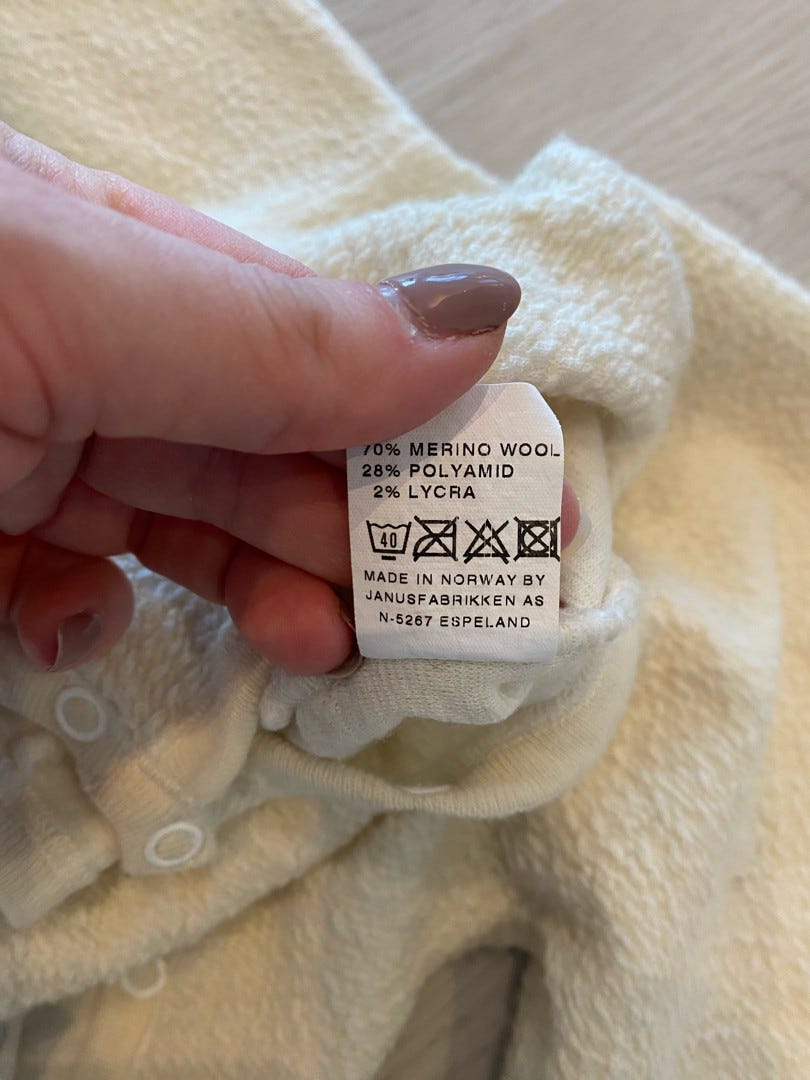 70% MERINO WOOL
28% POLYAMID
2% LYCRA
40
MADE IN NORWAY BY
JANUSFABRIKKEN AS
N-5267 ESPELAND